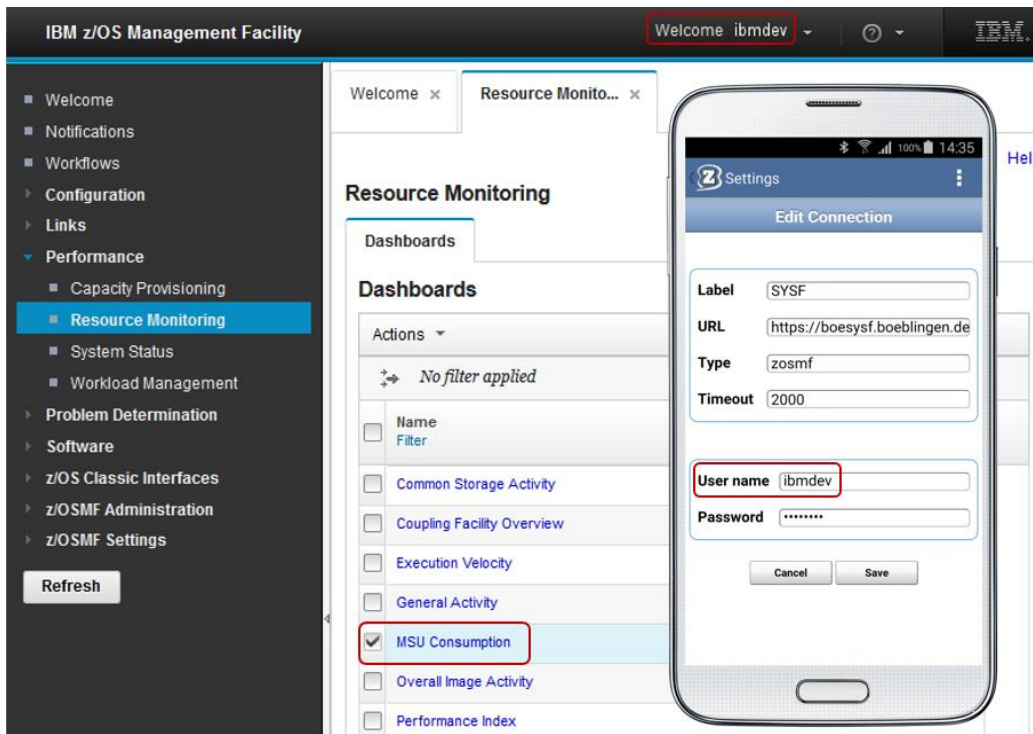 IBM z/OS Management Facility
Welcome ibmdev
IBM.
Welcome
Notifications
Workflows
Configuration
Links
Performance
Capacity Provisioning
Resource Monitoring
System Status
Workload Management
Problem Determination
Software
z/OS Classic Interfaces
z/OSMF Administration
z/OSMF Settings
Refresh
Welcome ×
Resource Monito... ×
Hel
Resource Monitoring
Dashboards
Dashboards
Actions
No filter applied
Name
Filter
Common Storage Activity
Coupling Facility Overview
Execution Velocity
General Activity
MSU Consumption
Overall Image Activity
Performance Index
100% 14:35
Z Settings
Edit Connection
Label SYSF
URL https://boesysf.boeblingen.de
Type zosmf
Timeout 2000
User name ibmdev
Password ••••••••
Cancel Save